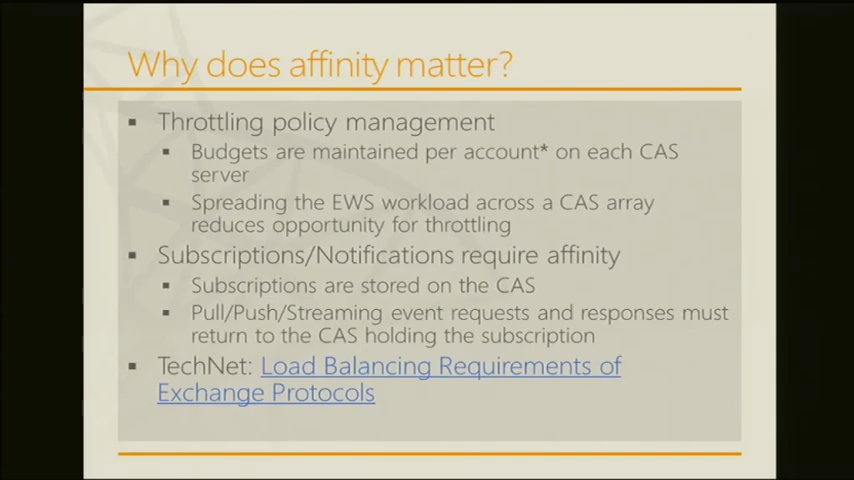 Why does affinity matter?
▪ Throttling policy management
▪ Budgets are maintained per account* on each CAS
server
▪ Spreading the EWS workload across a CAS array
reduces opportunity for throttling
▪ Subscriptions/Notifications require affinity
▪ Subscriptions are stored on the CAS
▪ Pull/Push/Streaming event requests and responses must
return to the CAS holding the subscription
▪ TechNet: Load Balancing Requirements of
Exchange Protocols